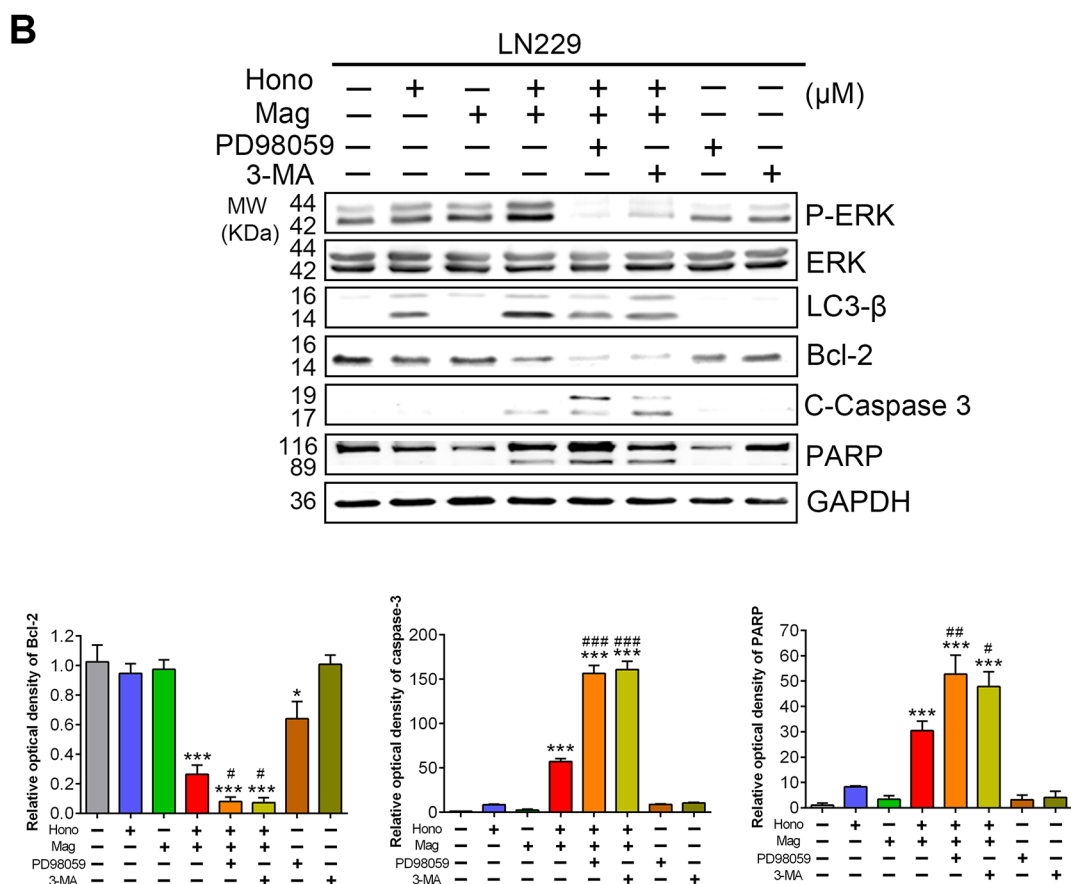 B
LN229
Hono — + — + + + — — (μM)
Mag — — + + + + — —
PD98059 — — — — + — + —
3-MA — — — — — + — +
MW
(KDa)
44
42
P-ERK
44
42
ERK
16
14
LC3-β
16
14
Bcl-2
19
17
C-Caspase 3
116
89
PARP
36
GAPDH
Relative optical density of Bcl-2
1.2
1.0
0.8
0.6
0.4
0.2
0.0
***
#
***
#
***
*
Hono — + — + + + — —
Mag — — + + + + — —
PD98059 — — — — + — + —
3-MA — — — — — + — +
Relative optical density of caspase-3
200
150
100
50
0
***
###
***
###
***
Hono — + — + + + — —
Mag — — + + + + — —
PD98059 — — — — + — + —
3-MA — — — — — + — +
Relative optical density of PARP
70
60
50
40
30
20
10
0
***
##
***
#
***
Hono — + — + + + — —
Mag — — + + + + — —
PD98059 — — — — + — + —
3-MA — — — — — + — +